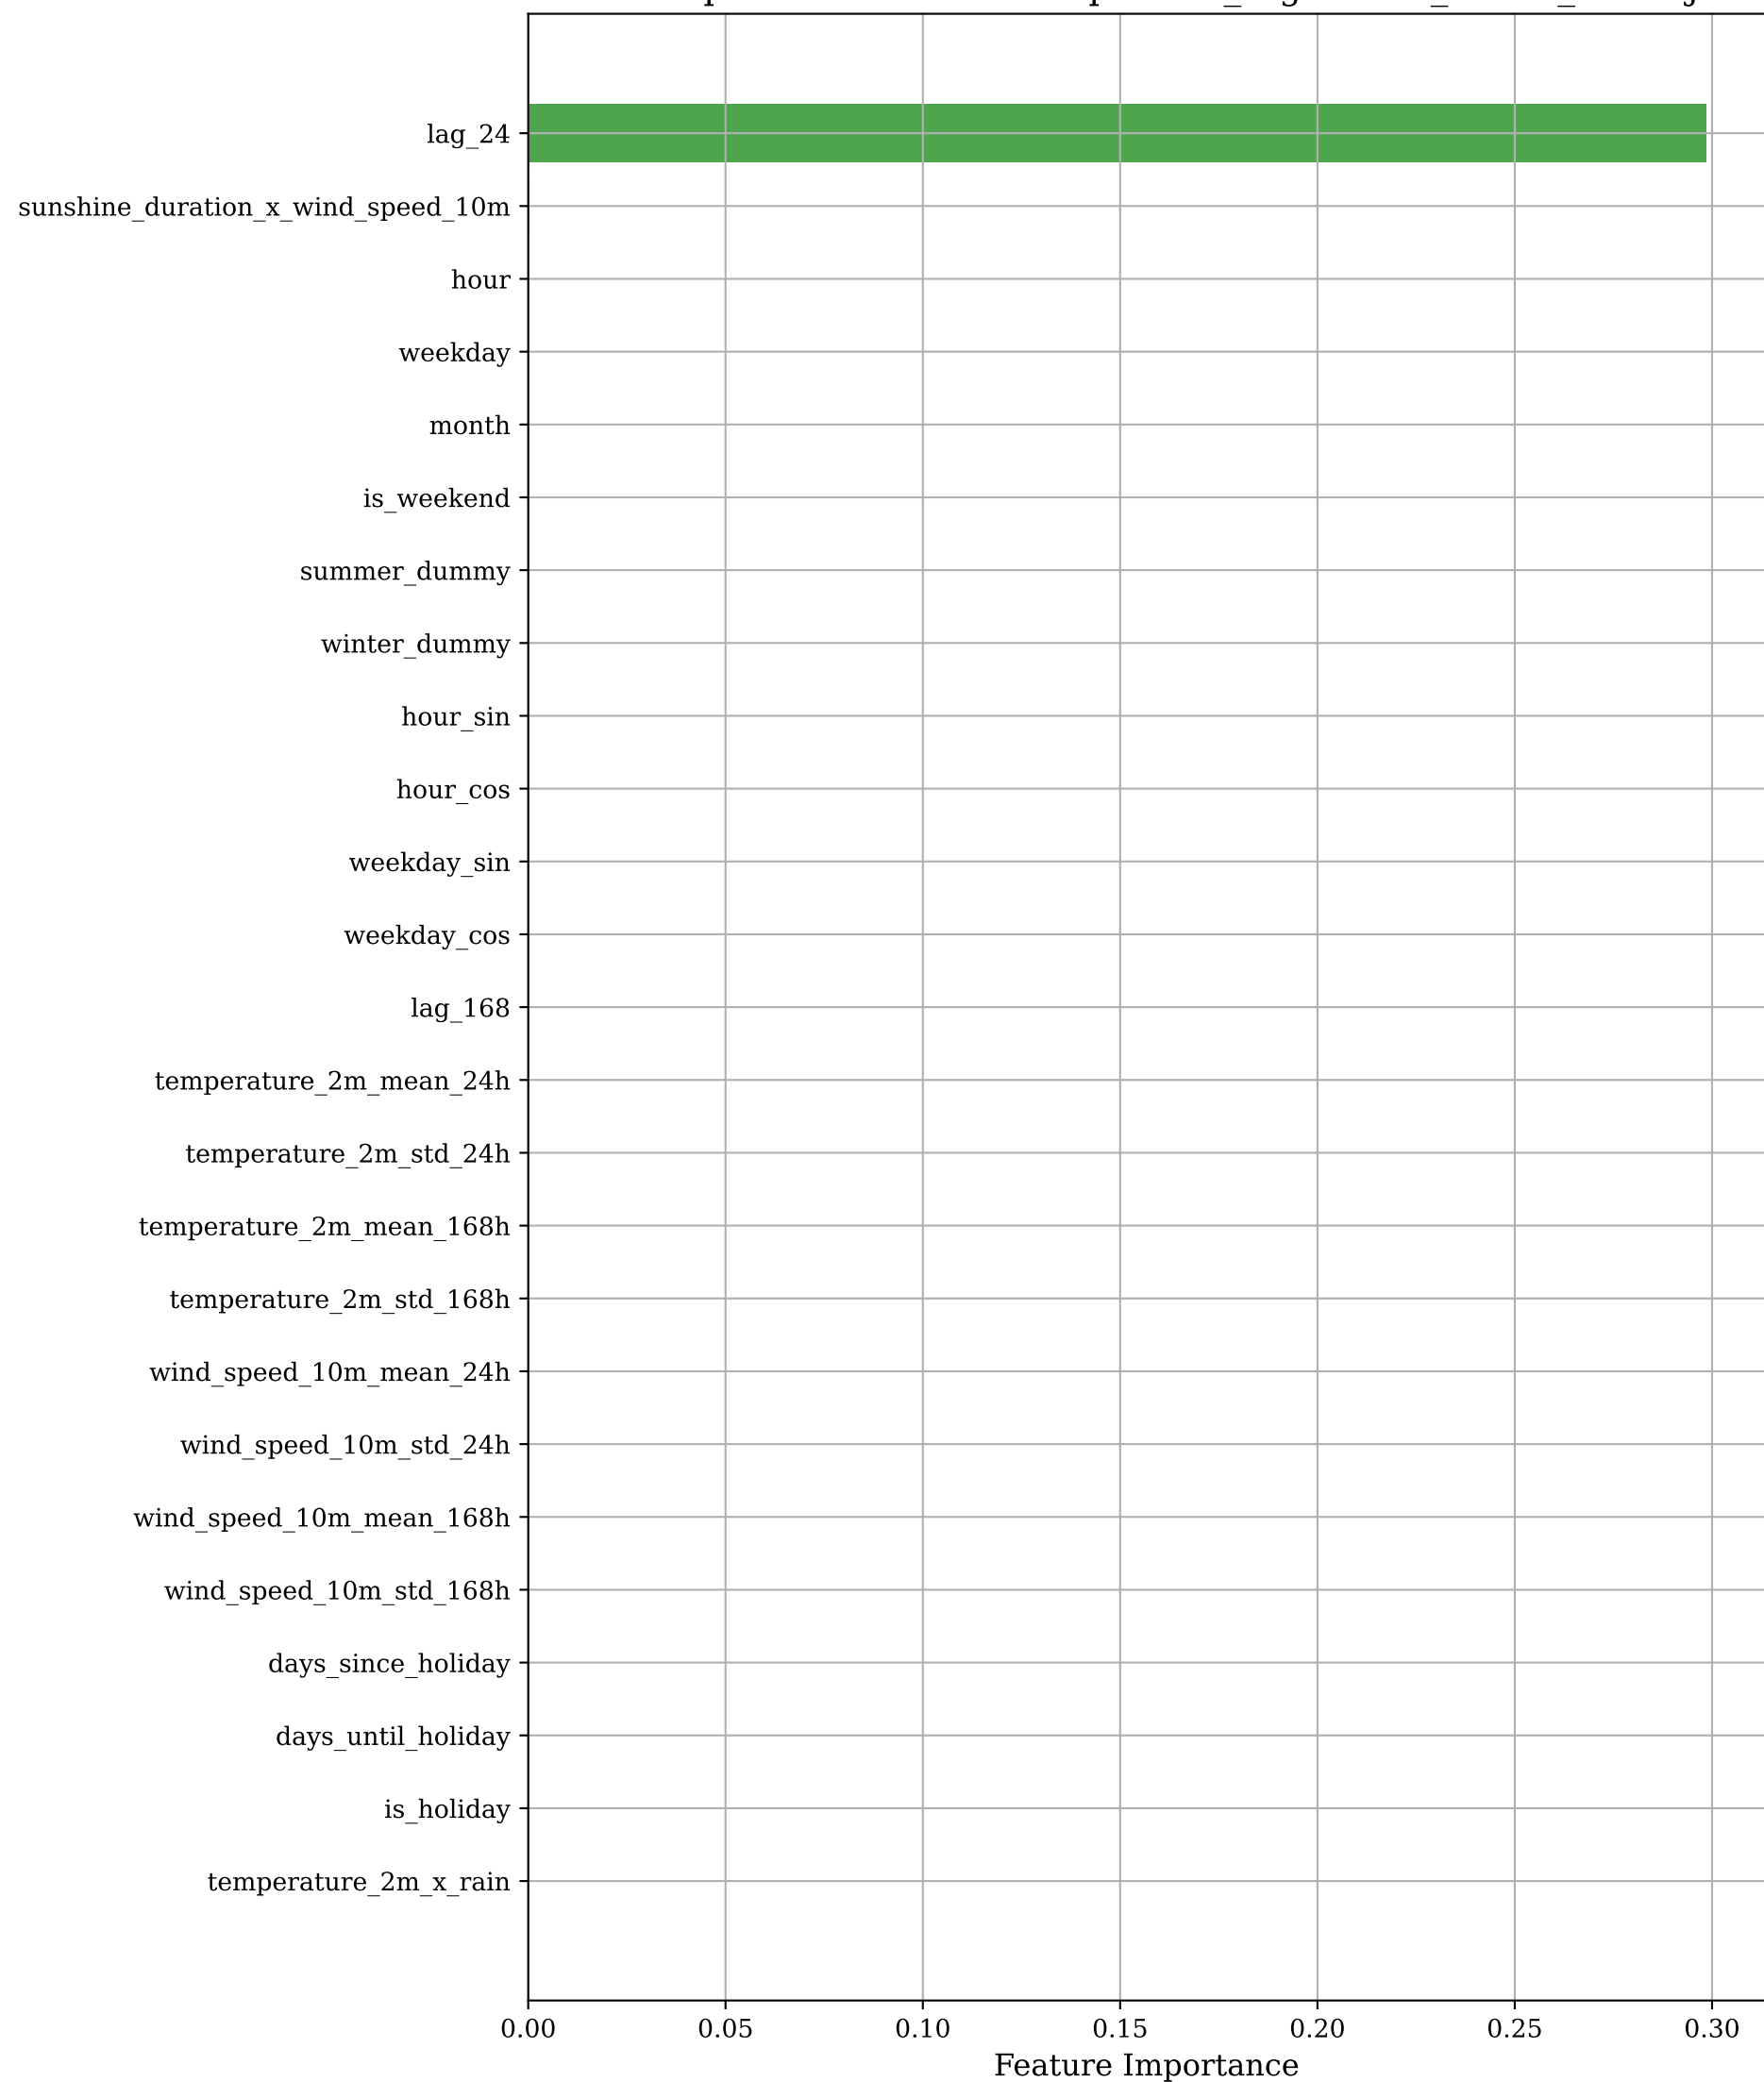 lag_24
sunshine_duration_x_wind_speed_10m
hour
weekday
month
is_weekend
summer_dummy
winter_dummy
hour_sin
hour_cos
weekday_sin
weekday_cos
lag_168
temperature_2m_mean_24h
temperature_2m_std_24h
temperature_2m_mean_168h
temperature_2m_std_168h
wind_speed_10m_mean_24h
wind_speed_10m_std_24h
wind_speed_10m_mean_168h
wind_speed_10m_std_168h
days_since_holiday
days_until_holiday
is_holiday
temperature_2m_x_rain
0.00 0.05 0.10 0.15 0.20 0.25 0.30
Feature Importance